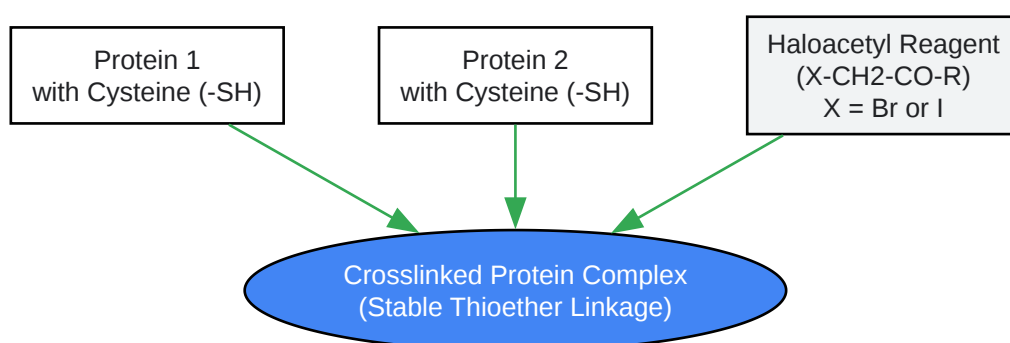 Protein 1
with Cysteine (-SH)
Protein 2
with Cysteine (-SH)
Haloacetyl Reagent
(X-CH2-CO-R)
X = Br or I
Crosslinked Protein Complex
(Stable Thioether Linkage)